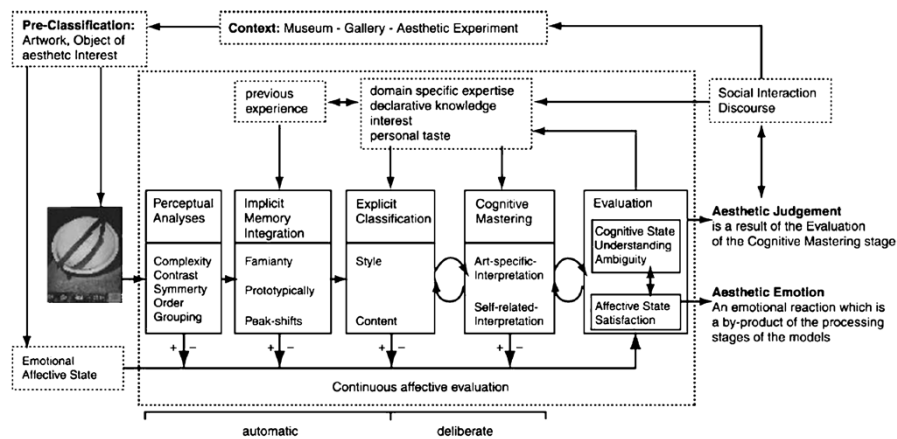 Pre-Classification:
Artwork, Object of
aesthetc Interest
Context: Museum - Gallery - Aesthetic Experiment
previous
experience
domain specific expertise
declarative knowledge
interest
personal taste
Social Interaction
Discourse
Perceptual
Analyses
Complexity
Contrast
Symmerty
Order
Grouping
Implicit
Memory
Integration
Famianty
Prototypically
Peak-shifts
Explicit
Classification
Style
Content
Cognitive
Mastering
Art-specific-
Interpretation
Self-related-
Interpretation
Evaluation
Cognitive State
Understanding
Ambiguity
Affective State
Satisfaction
Aesthetic Judgement
is a result of the Evaluation
of the Cognitive Mastering stage
Aesthetic Emotion
An emotional reaction which is
a by-product of the processing
stages of the models
+ − + − + − + −
Emotional
Affective State
Continuous affective evaluation
automatic
deliberate